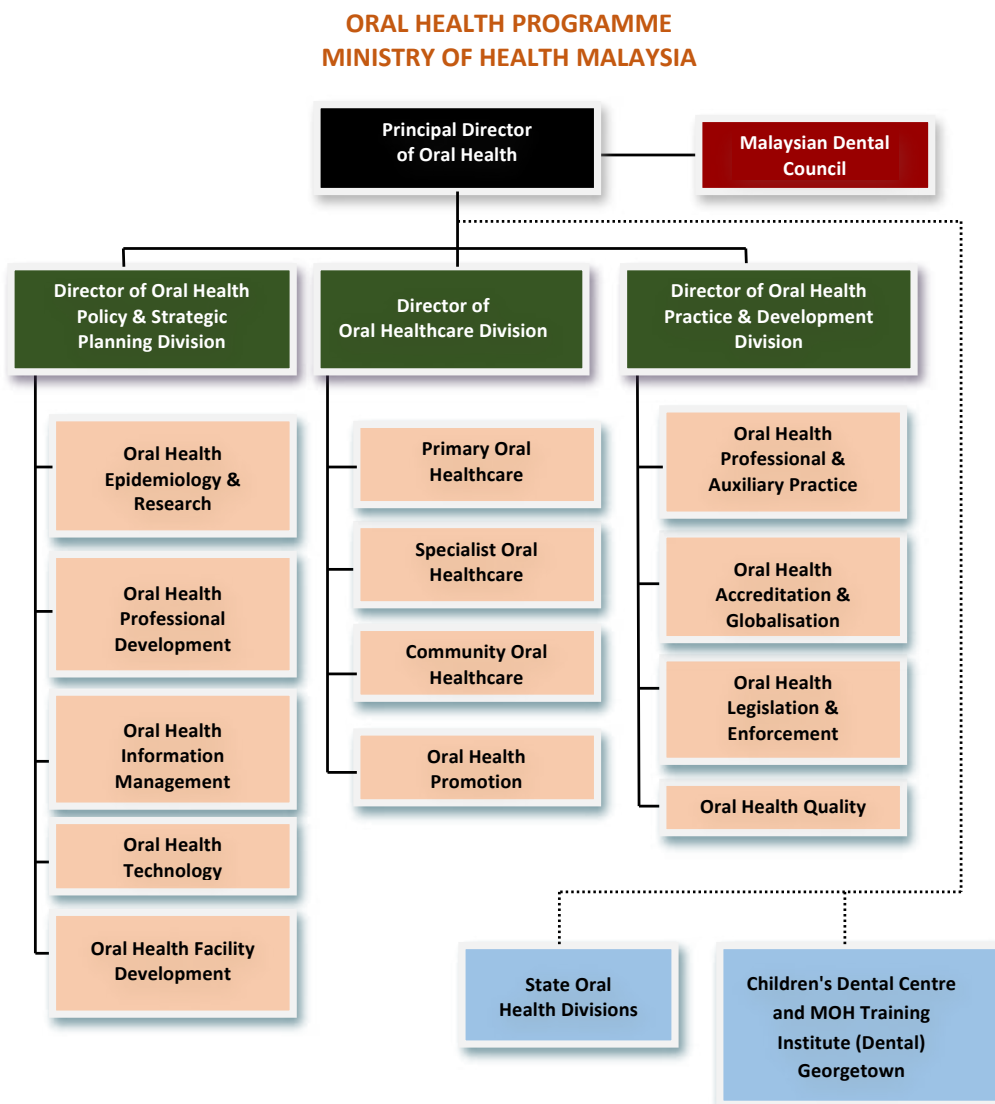 ORAL HEALTH PROGRAMME
MINISTRY OF HEALTH MALAYSIA
Principal Director
of Oral Health
Malaysian Dental
Council
Director of Oral Health
Policy & Strategic
Planning Division
Director of
Oral Healthcare Division
Director of Oral Health
Practice & Development
Division
Oral Health
Epidemiology &
Research
Oral Health
Professional
Development
Oral Health
Information
Management
Oral Health
Technology
Oral Health Facility
Development
Primary Oral
Healthcare
Specialist Oral
Healthcare
Community Oral
Healthcare
Oral Health
Promotion
Oral Health
Professional &
Auxiliary Practice
Oral Health
Accreditation &
Globalisation
Oral Health
Legislation &
Enforcement
Oral Health Quality
State Oral
Health Divisions
Children's Dental Centre
and MOH Training
Institute (Dental)
Georgetown